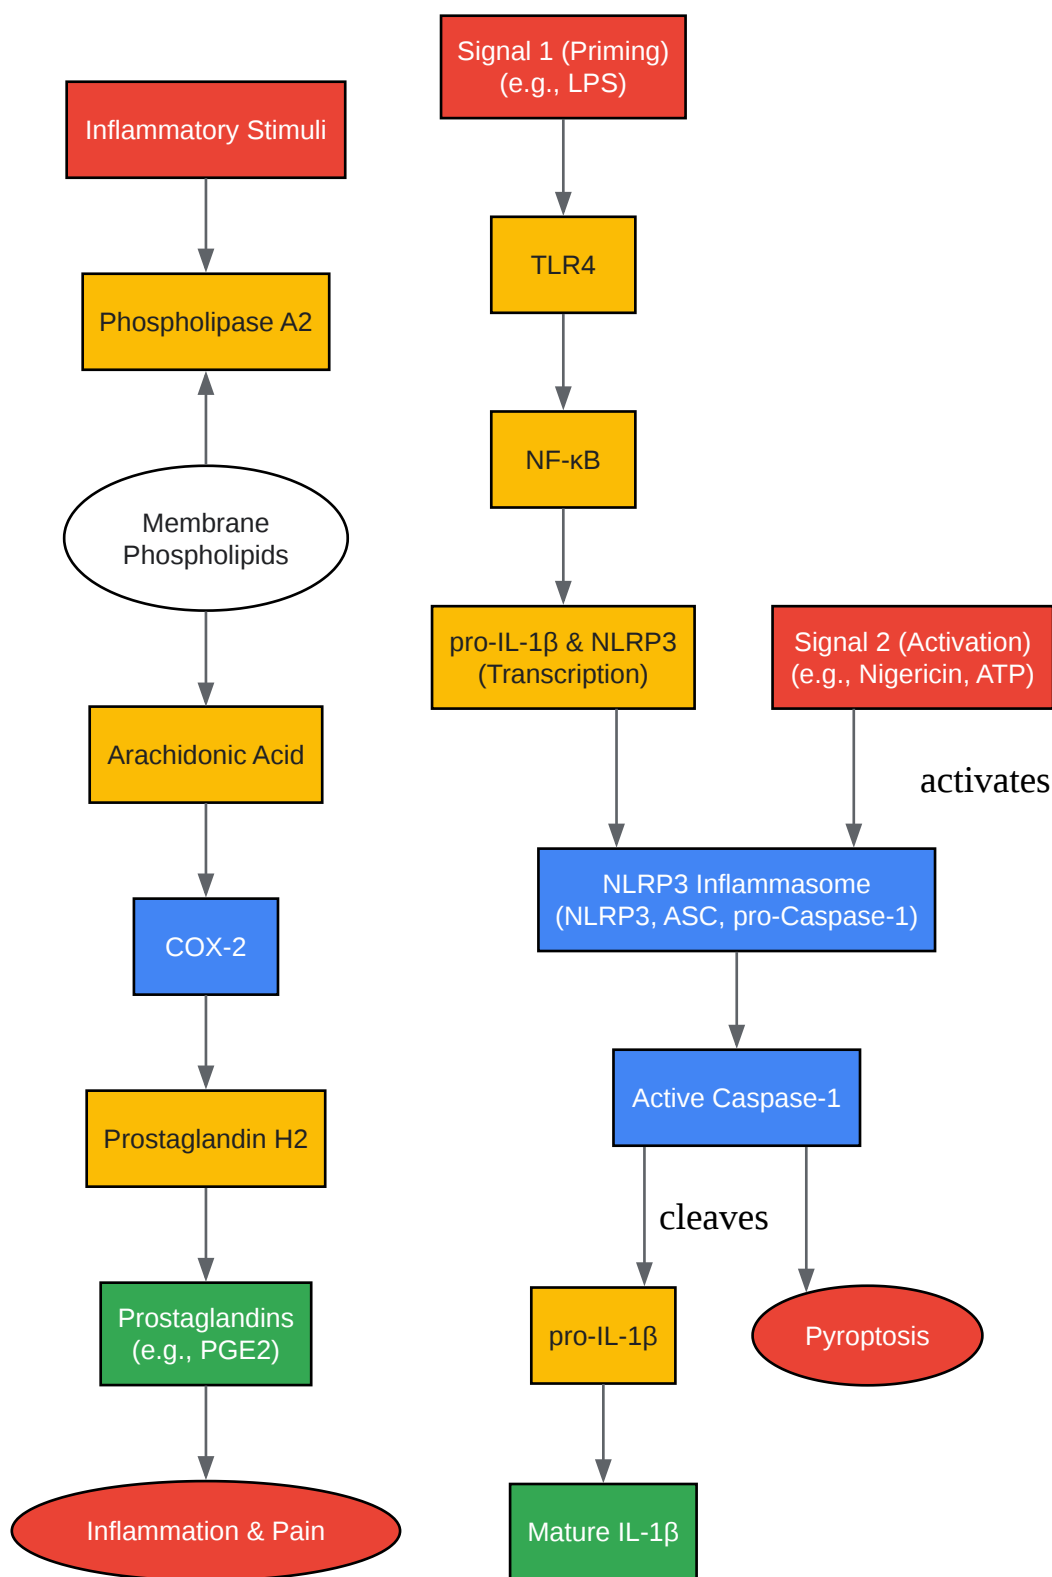 Inflammatory Stimuli
Phospholipase A2
Membrane
Phospholipids
Arachidonic Acid
COX-2
Prostaglandin H2
Prostaglandins
(e.g., PGE2)
Inflammation & Pain
Signal 1 (Priming)
(e.g., LPS)
TLR4
NF-κB
pro-IL-1β & NLRP3
(Transcription)
Signal 2 (Activation)
(e.g., Nigericin, ATP)
activates
NLRP3 Inflammasome
(NLRP3, ASC, pro-Caspase-1)
Active Caspase-1
cleaves
pro-IL-1β
Pyroptosis
Mature IL-1β